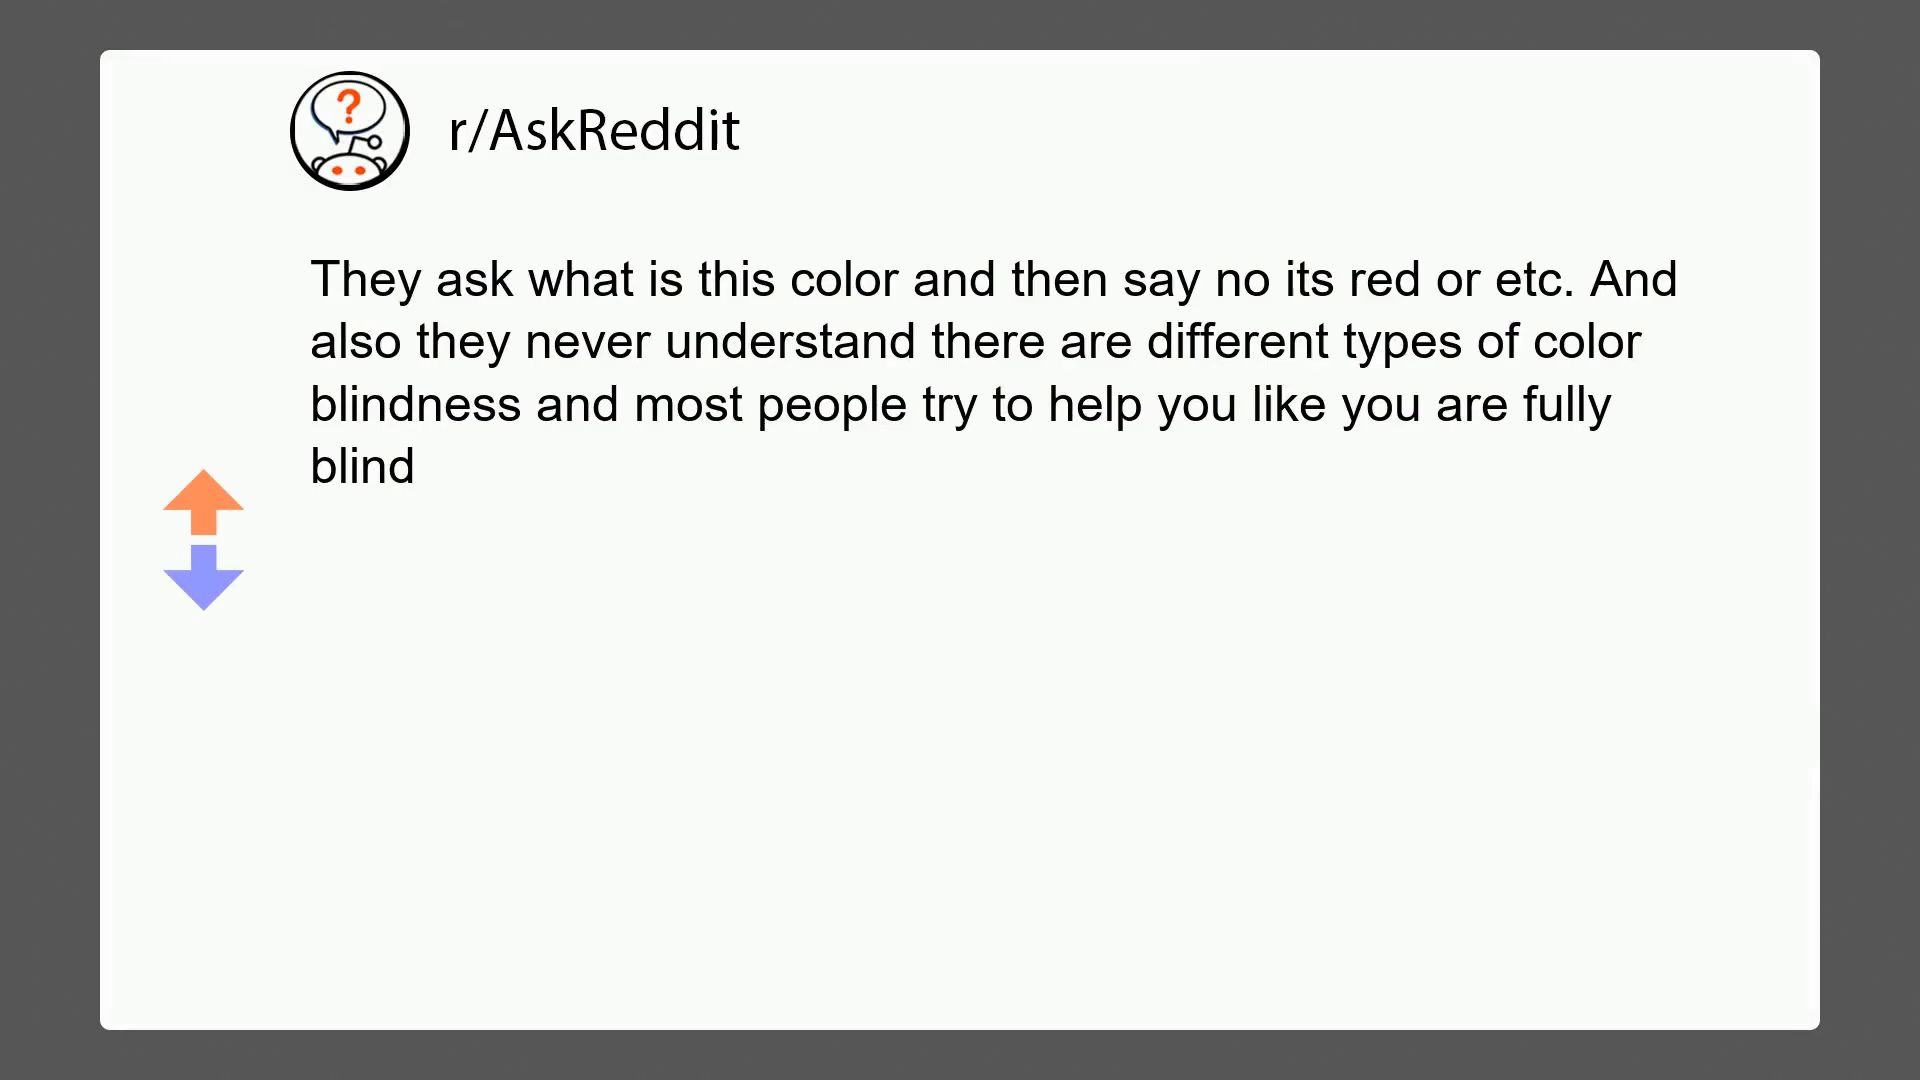 r/AskReddit
They ask what is this color and then say no its red or etc. And
also they never understand there are different types of color
blindness and most people try to help you like you are fully
blind